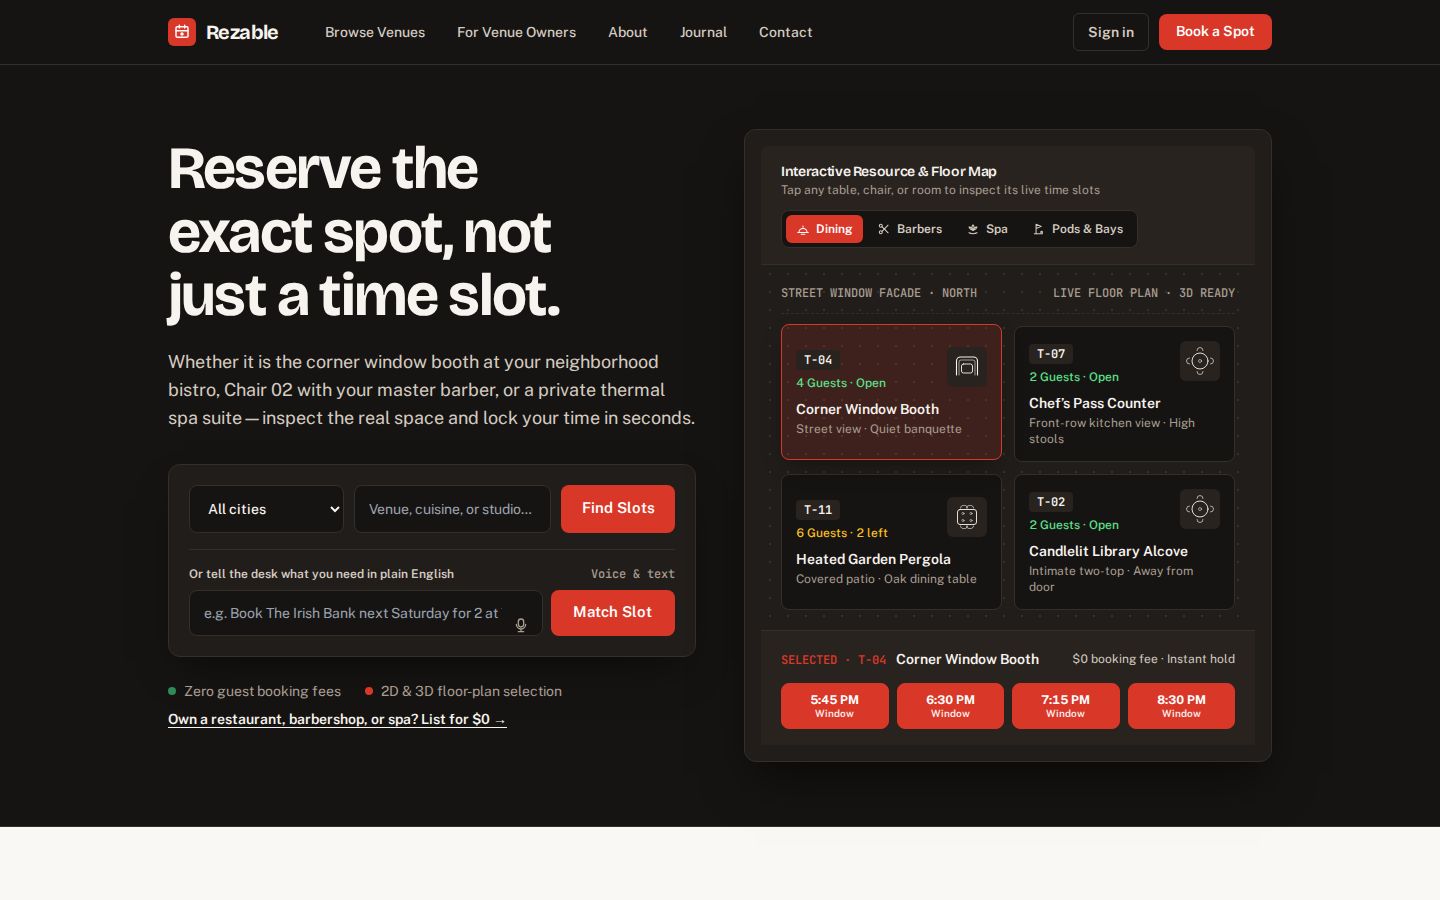 Rezable
Browse Venues
For Venue Owners
About
Journal
Contact
Sign in
Book a Spot
Reserve the
exact spot, not
just a time slot.
Whether it is the corner window booth at your neighborhood
bistro, Chair 02 with your master barber, or a private thermal
spa suite—inspect the real space and lock your time in seconds.
All cities
Venue, cuisine, or studio...
Find Slots
Or tell the desk what you need in plain English
Voice & text
e.g. Book The Irish Bank next Saturday for 2 at
Match Slot
Zero guest booking fees
2D & 3D floor-plan selection
Own a restaurant, barbershop, or spa? List for $0 →
Interactive Resource & Floor Map
Tap any table, chair, or room to inspect its live time slots
Dining
Barbers
Spa
Pods & Bays
STREET WINDOW FACADE · NORTH
LIVE FLOOR PLAN · 3D READY
T-04
4 Guests · Open
Corner Window Booth
Street view · Quiet banquette
T-07
2 Guests · Open
Chef's Pass Counter
Front-row kitchen view · High
stools
T-11
6 Guests · 2 left
Heated Garden Pergola
Covered patio · Oak dining table
T-02
2 Guests · Open
Candlelit Library Alcove
Intimate two-top · Away from
door
SELECTED · T-04 Corner Window Booth
$0 booking fee · Instant hold
5:45 PM
Window
6:30 PM
Window
7:15 PM
Window
8:30 PM
Window